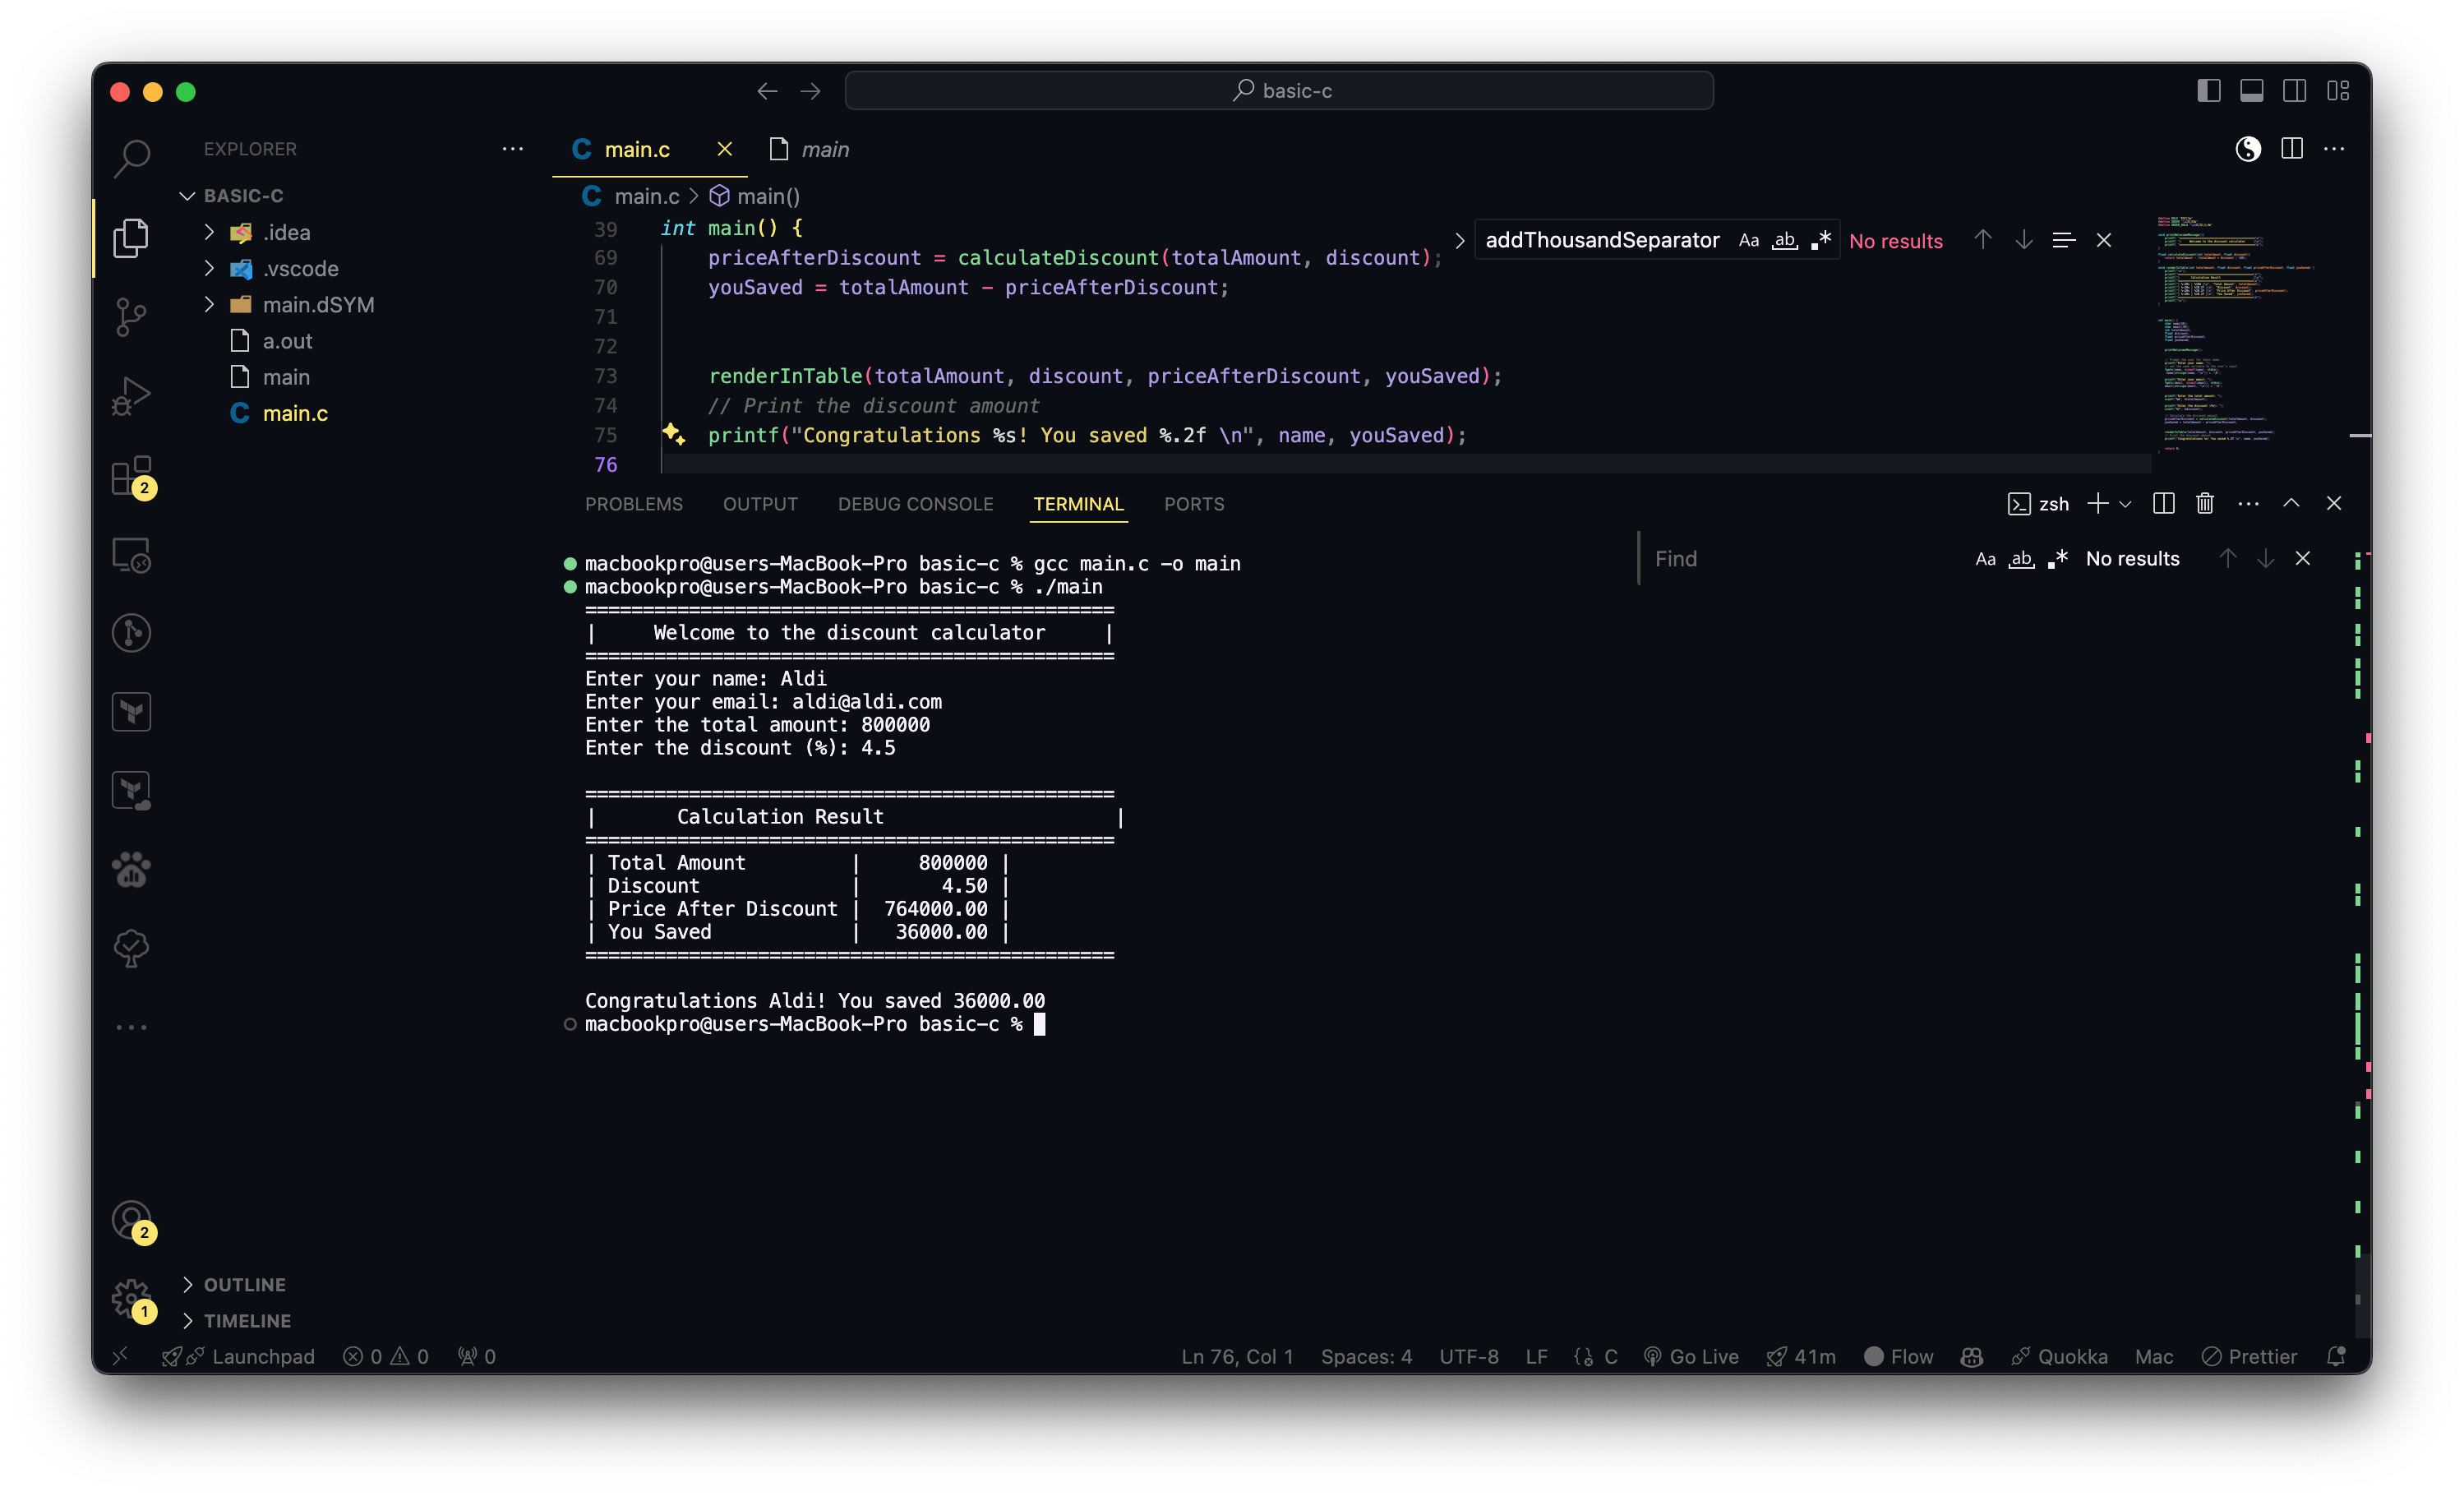 basic-c
EXPLORER
main.c
main
BASIC-C
main.c > main()
.idea
.vscode
main.dSYM
a.out
main
main.c
39 int main() {
69 priceAfterDiscount = calculateDiscount(totalAmount, discount);
70 youSaved = totalAmount - priceAfterDiscount;
71
72
73 renderInTable(totalAmount, discount, priceAfterDiscount, youSaved);
74 // Print the discount amount
75 printf("Congratulations %s! You saved %.2f \n", name, youSaved);
76
addThousandSeparator Aa ab .* No results
2
PROBLEMS OUTPUT DEBUG CONSOLE TERMINAL PORTS
zsh
Find Aa ab .* No results
macbookpro@users-MacBook-Pro basic-c % gcc main.c -o main
macbookpro@users-MacBook-Pro basic-c % ./main
==============================================
|     Welcome to the discount calculator     |
==============================================
Enter your name: Aldi
Enter your email: aldi@aldi.com
Enter the total amount: 800000
Enter the discount (%): 4.5
==============================================
|       Calculation Result                    |
==============================================
| Total Amount         |     800000 |
| Discount             |       4.50 |
| Price After Discount |  764000.00 |
| You Saved            |   36000.00 |
==============================================
Congratulations Aldi! You saved 36000.00
macbookpro@users-MacBook-Pro basic-c %
2
1
OUTLINE
TIMELINE
Launchpad 0 0 0 Ln 76, Col 1 Spaces: 4 UTF-8 LF C Go Live 41m Flow Quokka Mac Prettier